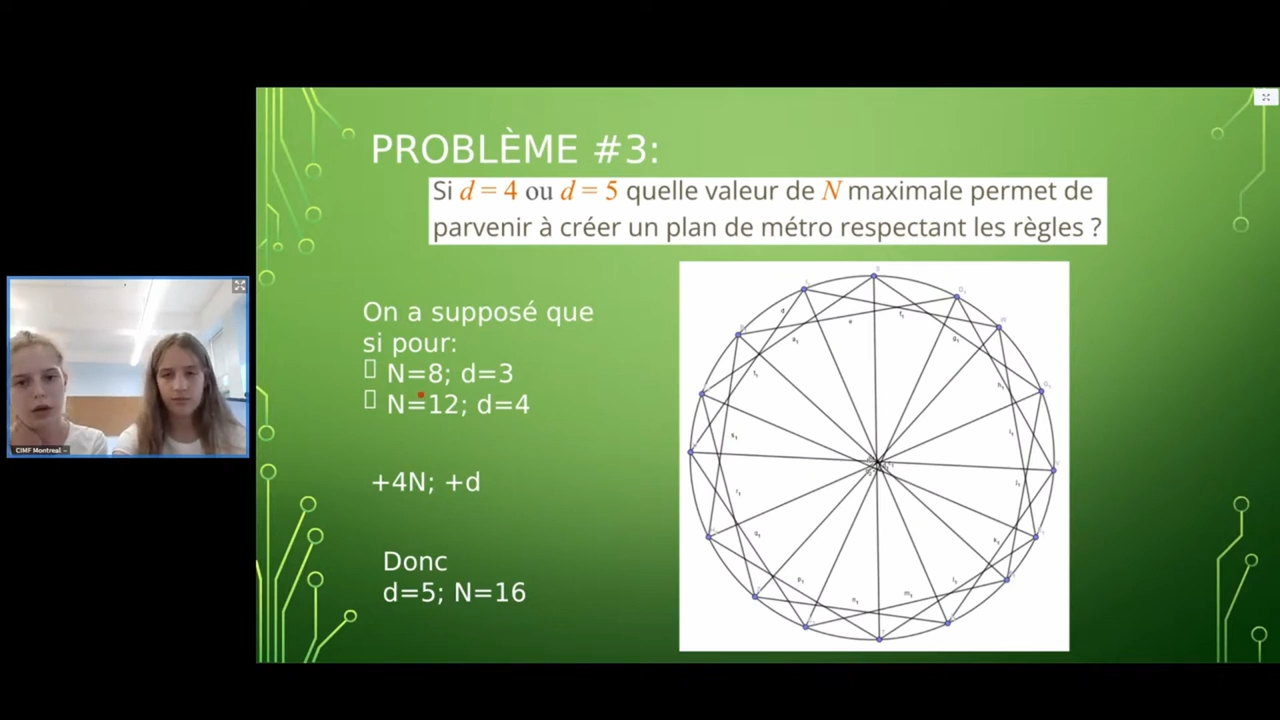 PROBLÈME #3:
Si d = 4 ou d = 5 quelle valeur de N maximale permet de
parvenir à créer un plan de métro respectant les règles ?
On a supposé que
si pour:
N=8; d=3
N=12; d=4
+4N; +d
Donc
d=5; N=16
CIMF Montreal –